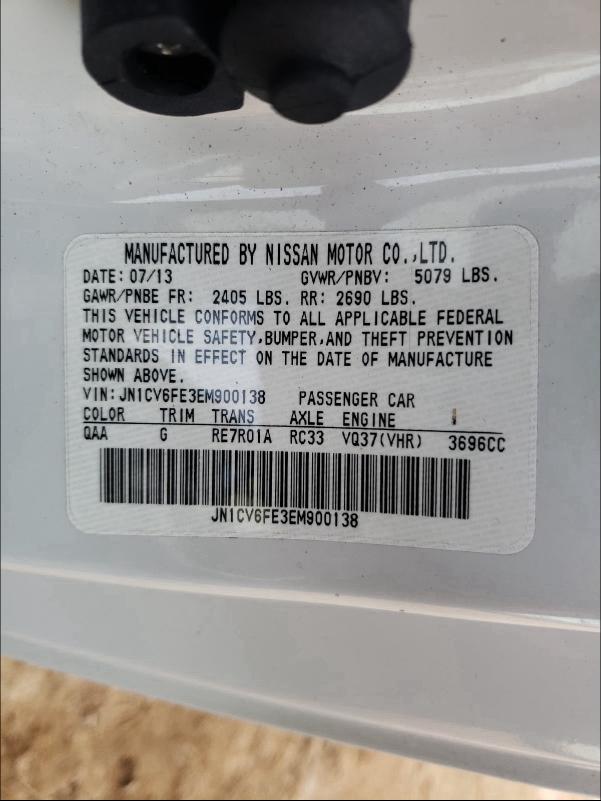 MANUFACTURED BY NISSAN MOTOR CO.,LTD.
DATE: 07/13 GVWR/PNBV: 5079 LBS.
GAWR/PNBE FR: 2405 LBS. RR: 2690 LBS.
THIS VEHICLE CONFORMS TO ALL APPLICABLE FEDERAL
MOTOR VEHICLE SAFETY,BUMPER,AND THEFT PREVENTION
STANDARDS IN EFFECT ON THE DATE OF MANUFACTURE
SHOWN ABOVE.
VIN:JN1CV6FE3EM900138 PASSENGER CAR
COLOR TRIM TRANS AXLE ENGINE
QAA G RE7R01A RC33 VQ37(VHR) 3696CC
JN1CV6FE3EM900138